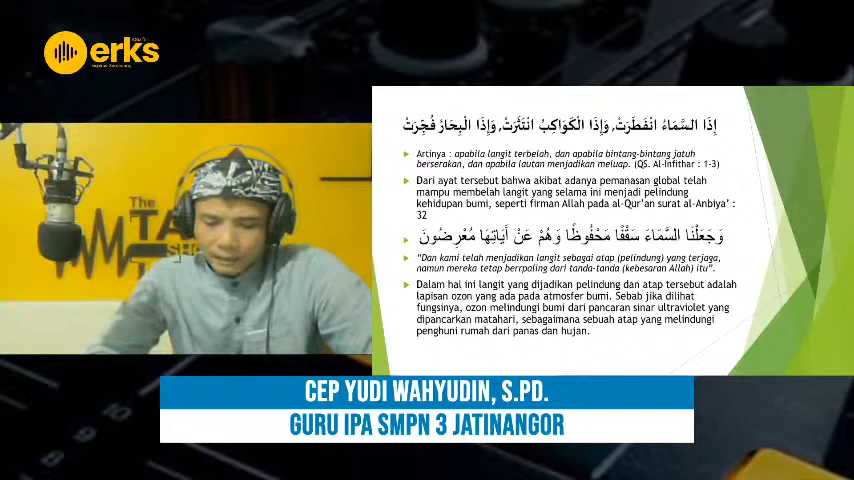 erks
The
TA
SHOW
إِذَا السَّمَاءُ انْفَطَرَتْ, وَإِذَا الْكَوَاكِبُ انْتَثَرَتْ, وَإِذَا الْبِحَارُ فُجِّرَتْ
Artinya : apabila langit terbelah, dan apabila bintang-bintang jatuh
berserakan, dan apabila lautan menjadikan meluap. (QS. Al-Infithar : 1-3)
Dari ayat tersebut bahwa akibat adanya pemanasan global telah
mampu membelah langit yang selama ini menjadi pelindung
kehidupan bumi, seperti firman Allah pada al-Qur'an surat al-Anbiya' :
32
وَجَعَلْنَا السَّمَاءَ سَقْفًا مَحْفُوظًا وَهُمْ عَنْ أَيَاتِهَا مُعْرِضُونَ
"Dan kami telah menjadikan langit sebagai atap (pelindung) yang terjaga,
namun mereka tetap berrpaling dari tanda-tanda (kebesaran Allah) itu".
Dalam hal ini langit yang dijadikan pelindung dan atap tersebut adalah
lapisan ozon yang ada pada atmosfer bumi. Sebab jika dilihat
fungsinya, ozon melindungi bumi dari pancaran sinar ultraviolet yang
dipancarkan matahari, sebagaimana sebuah atap yang melindungi
penghuni rumah dari panas dan hujan.
CEP YUDI WAHYUDIN, S.PD.
GURU IPA SMPN 3 JATINANGOR